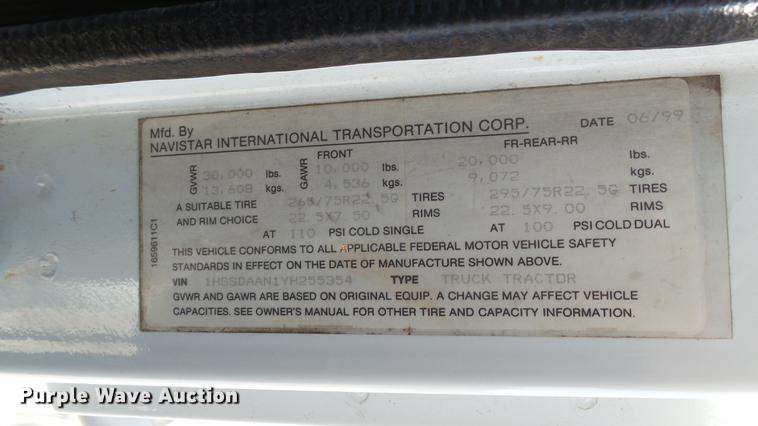 Mfd. By
NAVISTAR INTERNATIONAL TRANSPORTATION CORP. DATE 06/99
FRONT FR-REAR-RR
GVWR 30,000 lbs. GAWR 10,000 lbs. 20,000 lbs.
13,608 kgs. 4,536 kgs. 9,072 kgs.
A SUITABLE TIRE 265/75R22.5G TIRES 295/75R22.5G TIRES
AND RIM CHOICE 22.5X7.50 RIMS 22.5X9.00 RIMS
AT 110 PSI COLD SINGLE AT 100 PSI COLD DUAL
THIS VEHICLE CONFORMS TO ALL APPLICABLE FEDERAL MOTOR VEHICLE SAFETY
STANDARDS IN EFFECT ON THE DATE OF MANUFACTURE SHOWN ABOVE.
VIN 1HSSDAAN1YH255354 TYPE TRUCK TRACTOR
GVWR AND GAWR ARE BASED ON ORIGINAL EQUIP. A CHANGE MAY AFFECT VEHICLE
CAPACITIES. SEE OWNER'S MANUAL FOR OTHER TIRE AND CAPACITY INFORMATION.
1659611C1
Purple Wave Auction